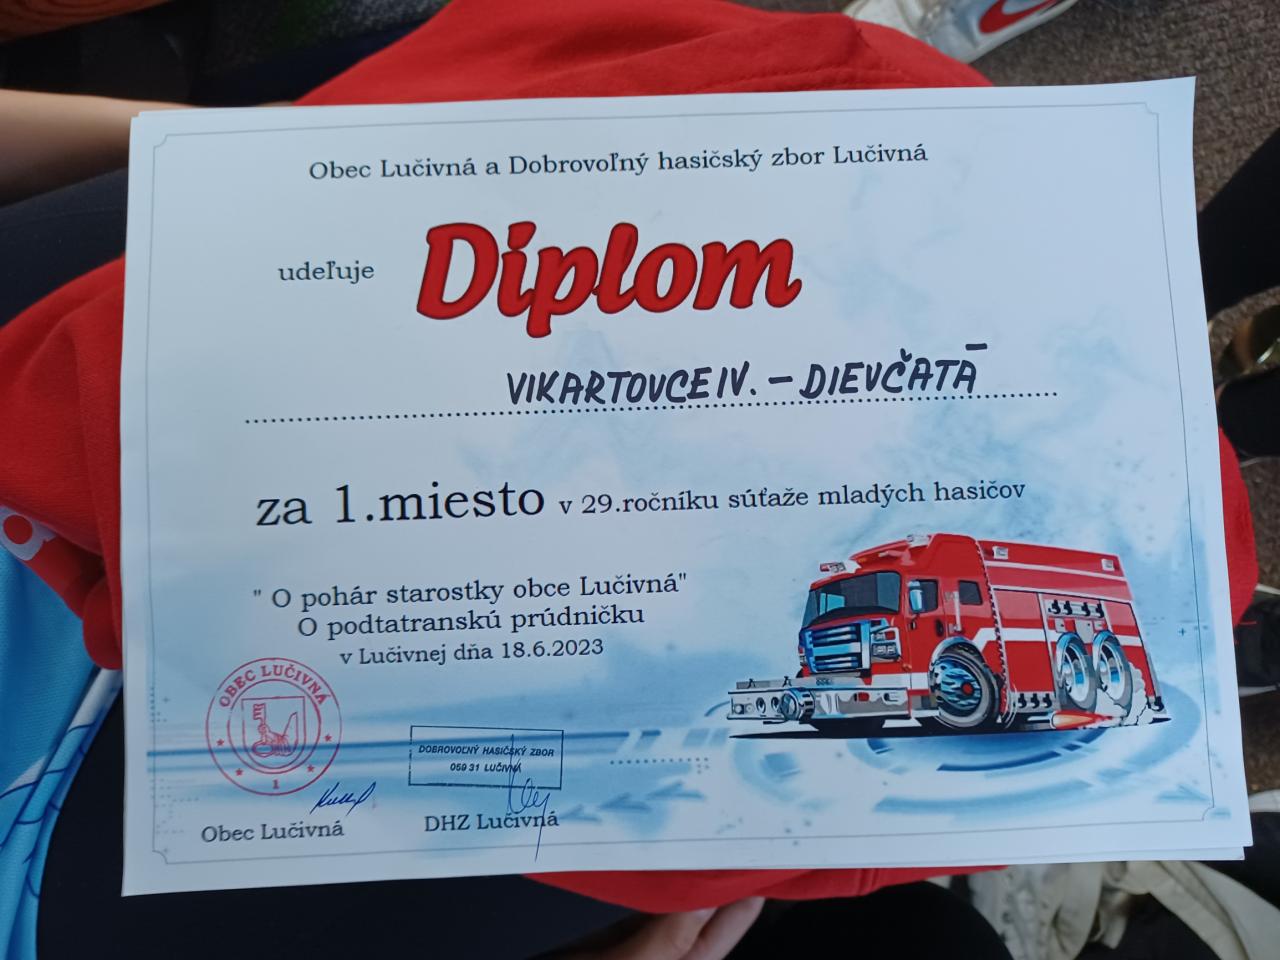 Obec Lučivná a Dobrovoľný hasičský zbor Lučivná
udeľuje Diplom
VIKARTOVCE IV. - DIEVČATÁ
za 1.miesto v 29.ročníku súťaže mladých hasičov
" O pohár starostky obce Lučivná"
O podtatranskú prúdničku
v Lučivnej dňa 18.6.2023
OBEC LUČIVNÁ
1
DOBROVOĽNÝ HASIČSKÝ ZBOR
059 31 LUČIVNÁ
Obec Lučivná
DHZ Lučivná